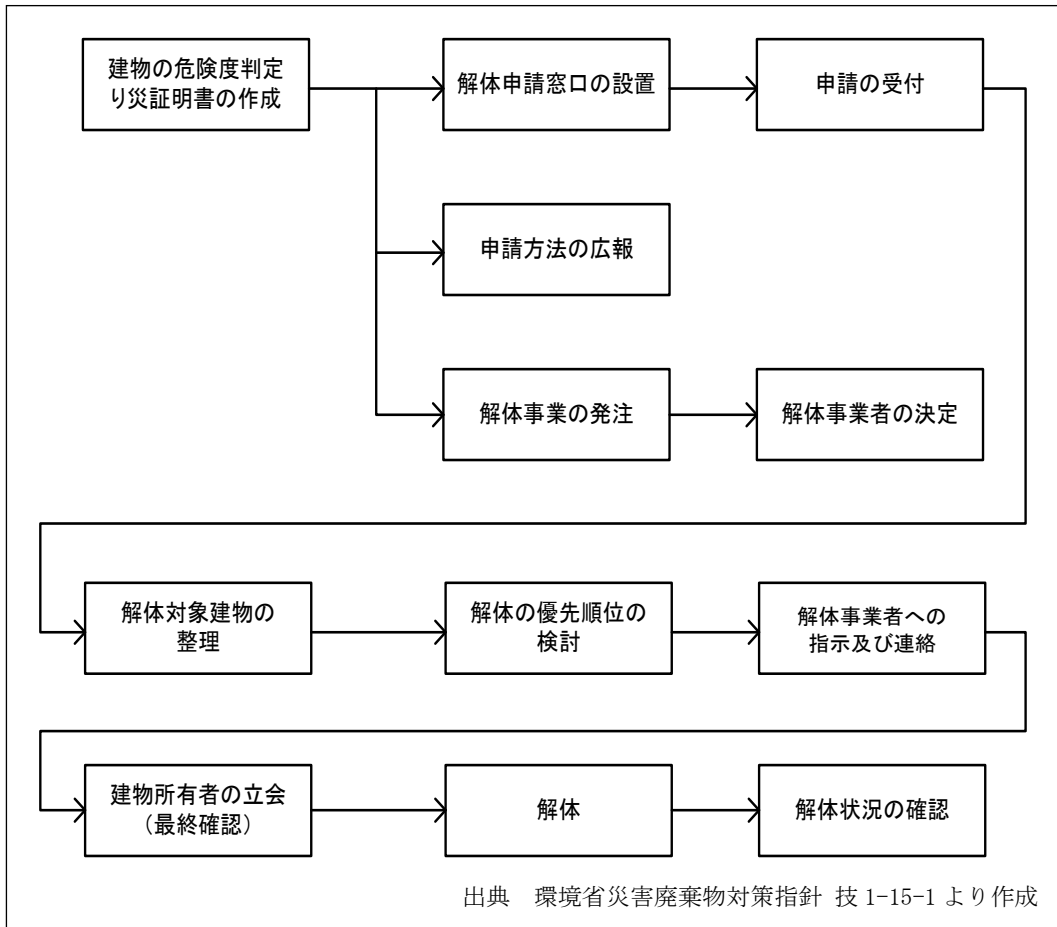 建物の危険度判定
り災証明書の作成
解体申請窓口の設置
申請の受付
申請方法の広報
解体事業の発注
解体事業者の決定
解体対象建物の
整理
解体の優先順位の
検討
解体事業者への
指示及び連絡
建物所有者の立会
（最終確認）
解体
解体状況の確認
出典　環境省災害廃棄物対策指針 技 1-15-1 より作成